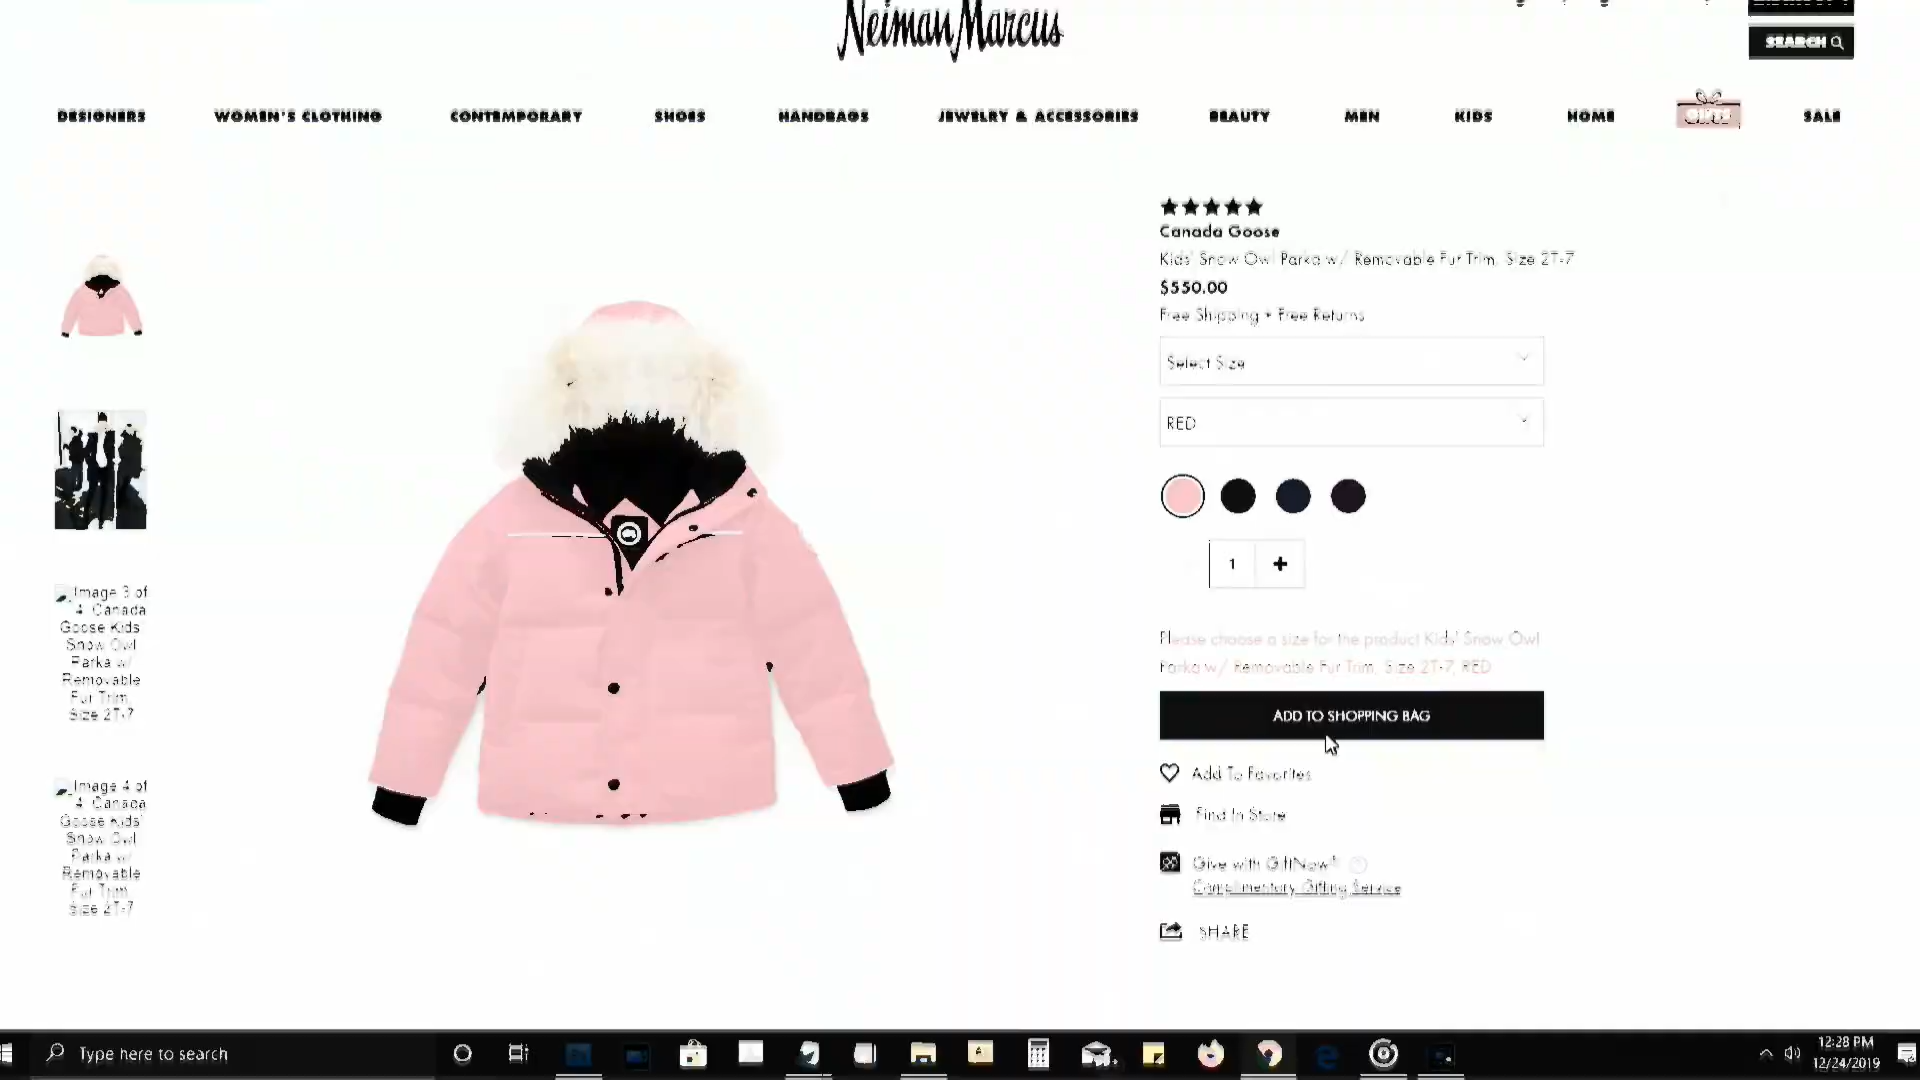 Neiman Marcus
SEARCH
DESIGNERS WOMEN'S CLOTHING CONTEMPORARY SHOES HANDBAGS JEWELRY & ACCESSORIES BEAUTY MEN KIDS HOME GIFTS SALE
Canada Goose
Kids' Snow Owl Parka w/ Removable Fur Trim, Size 2T-7
$550.00
Free Shipping + Free Returns
Select Size
RED
1 +
Please choose a size for the product Kids' Snow Owl
Parka w/ Removable Fur Trim, Size 2T-7, RED
ADD TO SHOPPING BAG
Add To Favorites
Find In Store
Give with GiftNow®
Complimentary Gifting Service
SHARE
Image 3 of
4 Canada
Goose Kids'
Snow Owl
Parka w/
Removable
Fur Trim,
Size 2T-7
Image 4 of
4 Canada
Goose Kids'
Snow Owl
Parka w/
Removable
Fur Trim,
Size 2T-7
Type here to search
12:28 PM
12/24/2019